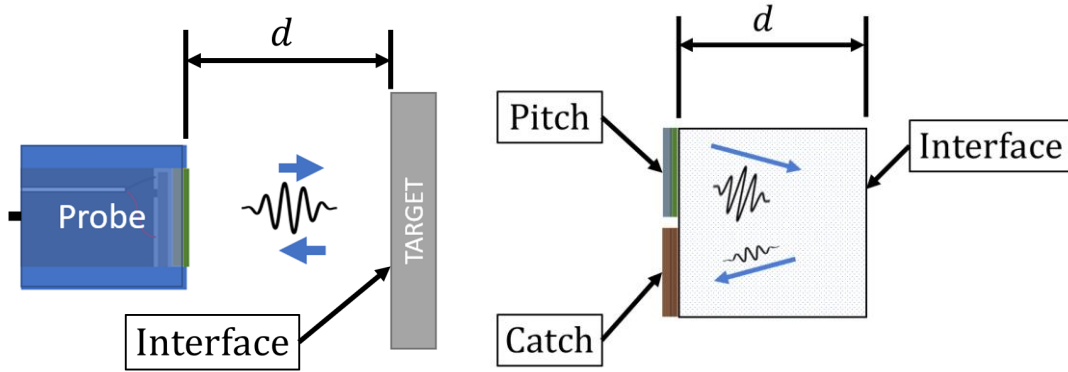 d
Probe
TARGET
Interface
d
Pitch
Interface
Catch